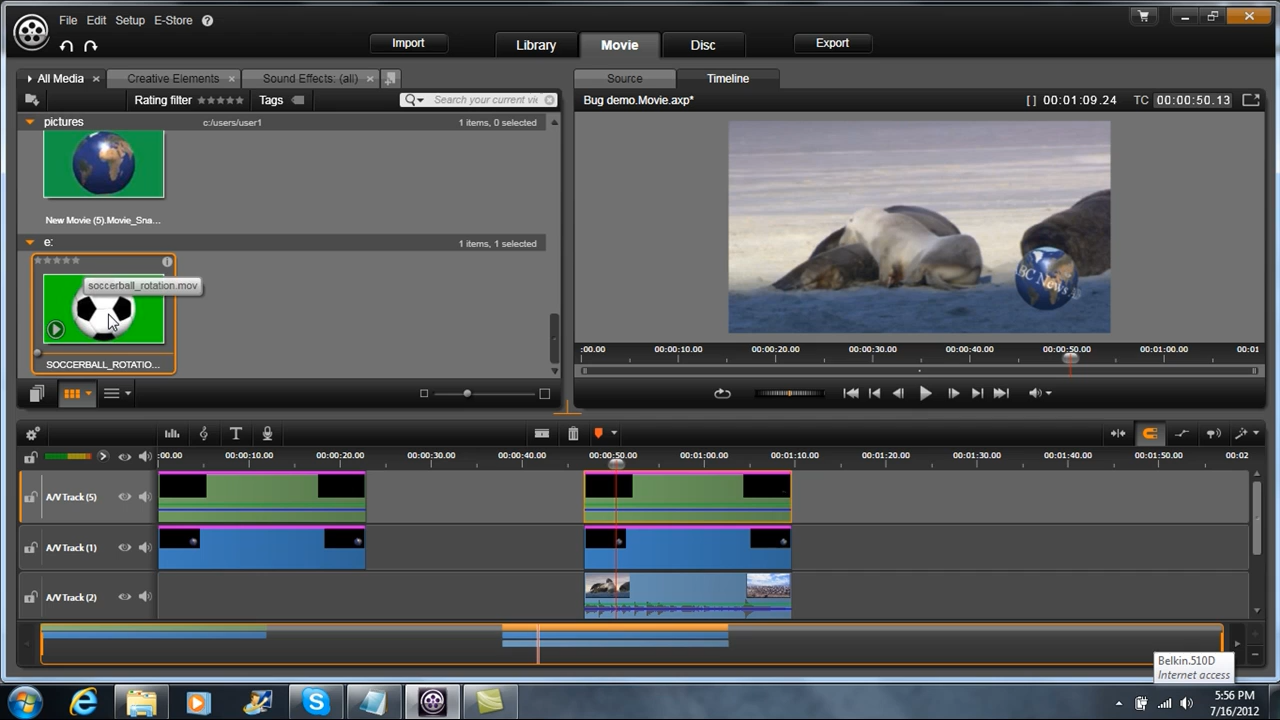 File Edit Setup E-Store ?
Import Library Movie Disc Export
All Media × Creative Elements × Sound Effects: (all) ×
Source Timeline
Rating filter Tags Search your current vi
Bug demo.Movie.axp* [ ] 00:01:09.24 TC 00:00:50.13
pictures c:/users/user1 1 items, 0 selected
New Movie (5).Movie_Sna...
e: 1 items, 1 selected
soccerball_rotation.mov
SOCCERBALL_ROTATIO...
BC News
:00.00 00:00:10.00 00:00:20.00 00:00:30.00 00:00:40.00 00:00:50.00 00:01:00.00 00:01
:00.00 00:00:10.00 00:00:20.00 00:00:30.00 00:00:40.00 00:00:50.00 00:01:00.00 00:01:10.00 00:01:20.00 00:01:30.00 00:01:40.00 00:01:50.00 00:02
A/V Track (5)
A/V Track (1)
A/V Track (2)
Belkin.510D
Internet access
5:56 PM
7/16/2012